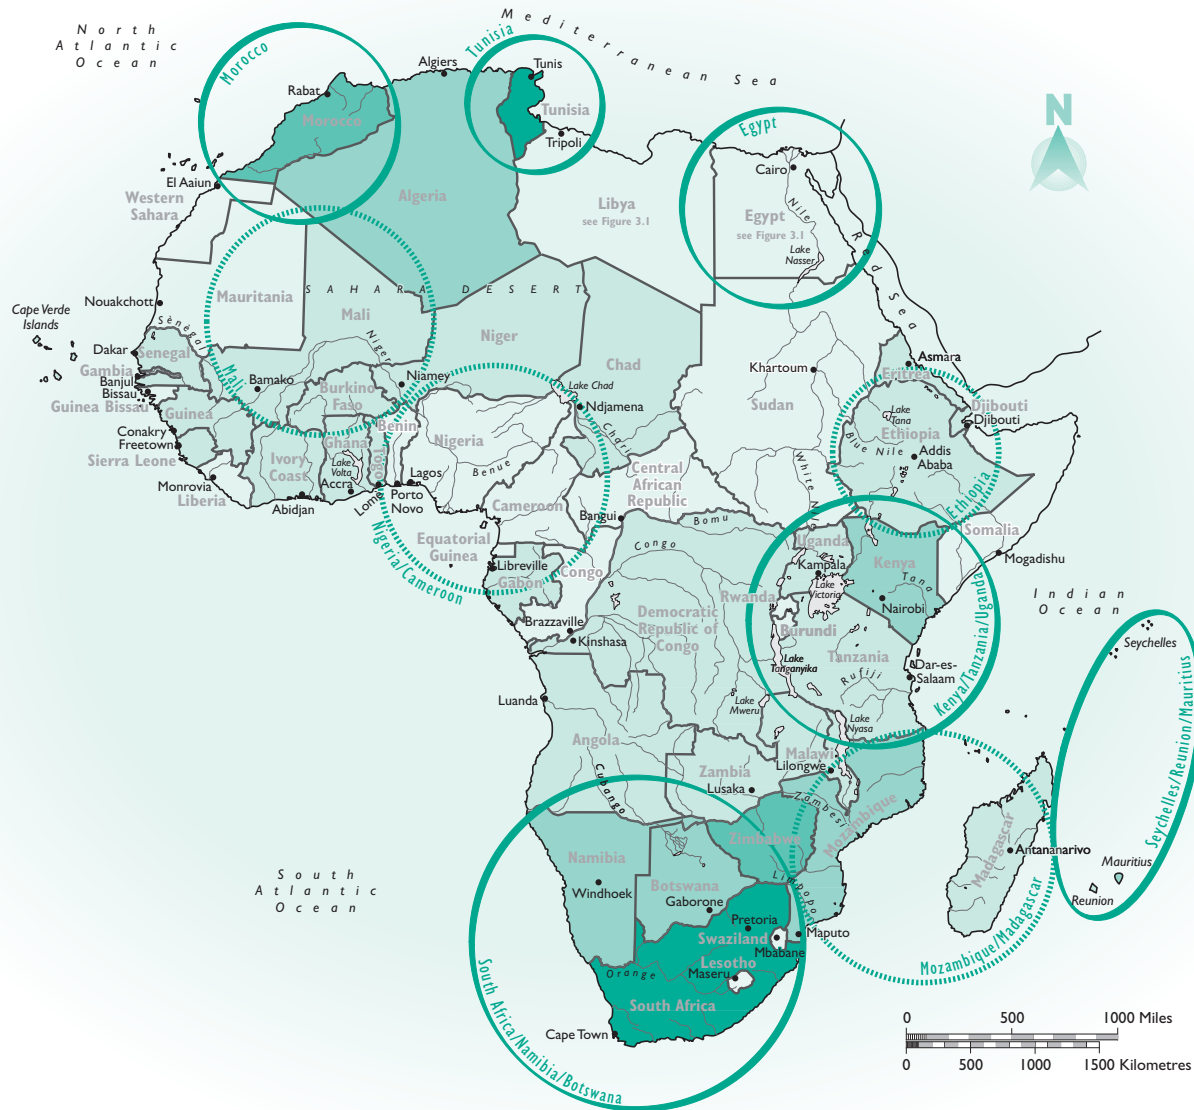 North
Atlantic
Ocean
Mediterranean Sea
Morocco
Tunisia
Egypt
N
Algiers
Tunis
Rabat
Morocco
Tunisia
Tripoli
Cairo
El Aaiun
Western
Sahara
Algeria
Libya
see Figure 3.1
Egypt
see Figure 3.1
Nile
Lake
Nasser
Red Sea
Mauritania
SAHARA DESERT
Nouakchott
Mali
Niger
Chad
Cape Verde
Islands
Sènègal
Niger
Dakar
Senegal
Gambia
Banjul
Bissau
Guinea Bissau
Mali
Bamako
Niamey
Burkino
Faso
Lake Chad
Ndjamena
Chari
Khartoum
Sudan
Asmara
Eritrea
Lake
Tana
Djibouti
Djibouti
Ethiopia
Blue Nile
Addis
Ababa
Ethiopia
White Nile
Guinea
Conakry
Freetown
Sierra Leone
Monrovia
Liberia
Ivory
Coast
Abidjan
Ghana
Lake
Volta
Accra
Togo
Lome
Benin
Porto
Novo
Lagos
Nigeria
Benue
Cameroon
Nigeria/Cameroon
Central
African
Republic
Bangui
Bomu
Equatorial
Guinea
Libreville
Gabon
Congo
Congo
Uganda
Kampala
Lake
Victoria
Kenya
Tana
Nairobi
Somalia
Mogadishu
Indian
Ocean
Rwanda
Burundi
Democratic
Republic of
Congo
Brazzaville
Kinshasa
Lake
Tanganyika
Tanzania
Rufiji
Dar-es-
Salaam
Kenya/Tanzania/Uganda
Seychelles
Seychelles/Reunion/Mauritius
Luanda
Lake
Mweru
Lake
Nyasa
Angola
Cubango
Zambia
Lusaka
Malawi
Lilongwe
Zambesi
Mozambique
Zimbabwe
Madagascar
Antananarivo
Mauritius
Reunion
Namibia
Windhoek
Botswana
Gaborone
Limpopo
Pretoria
Swaziland
Mbabane
Maputo
Mozambique/Madagascar
South
Atlantic
Ocean
Lesotho
Maseru
Orange
South Africa
Cape Town
South Africa/Namibia/Botswana
0 500 1000 Miles
0 500 1000 1500 Kilometres